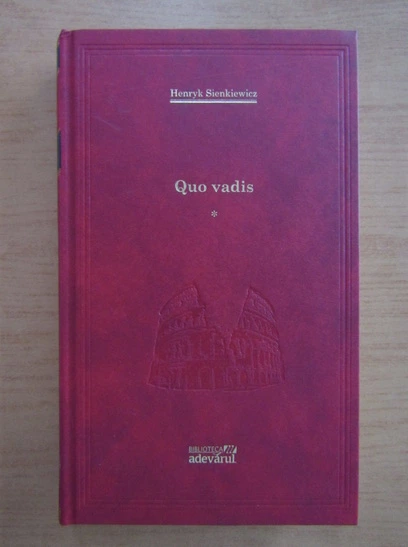 Henryk Sienkiewicz
Quo vadis
*
BIBLIOTECA
adevărul